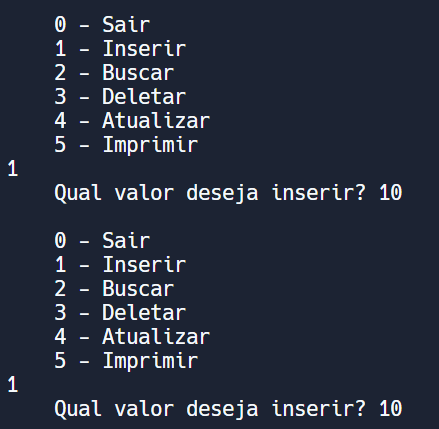 0 - Sair
1 - Inserir
2 - Buscar
3 - Deletar
4 - Atualizar
5 - Imprimir
1
Qual valor deseja inserir? 10
0 - Sair
1 - Inserir
2 - Buscar
3 - Deletar
4 - Atualizar
5 - Imprimir
1
Qual valor deseja inserir? 10